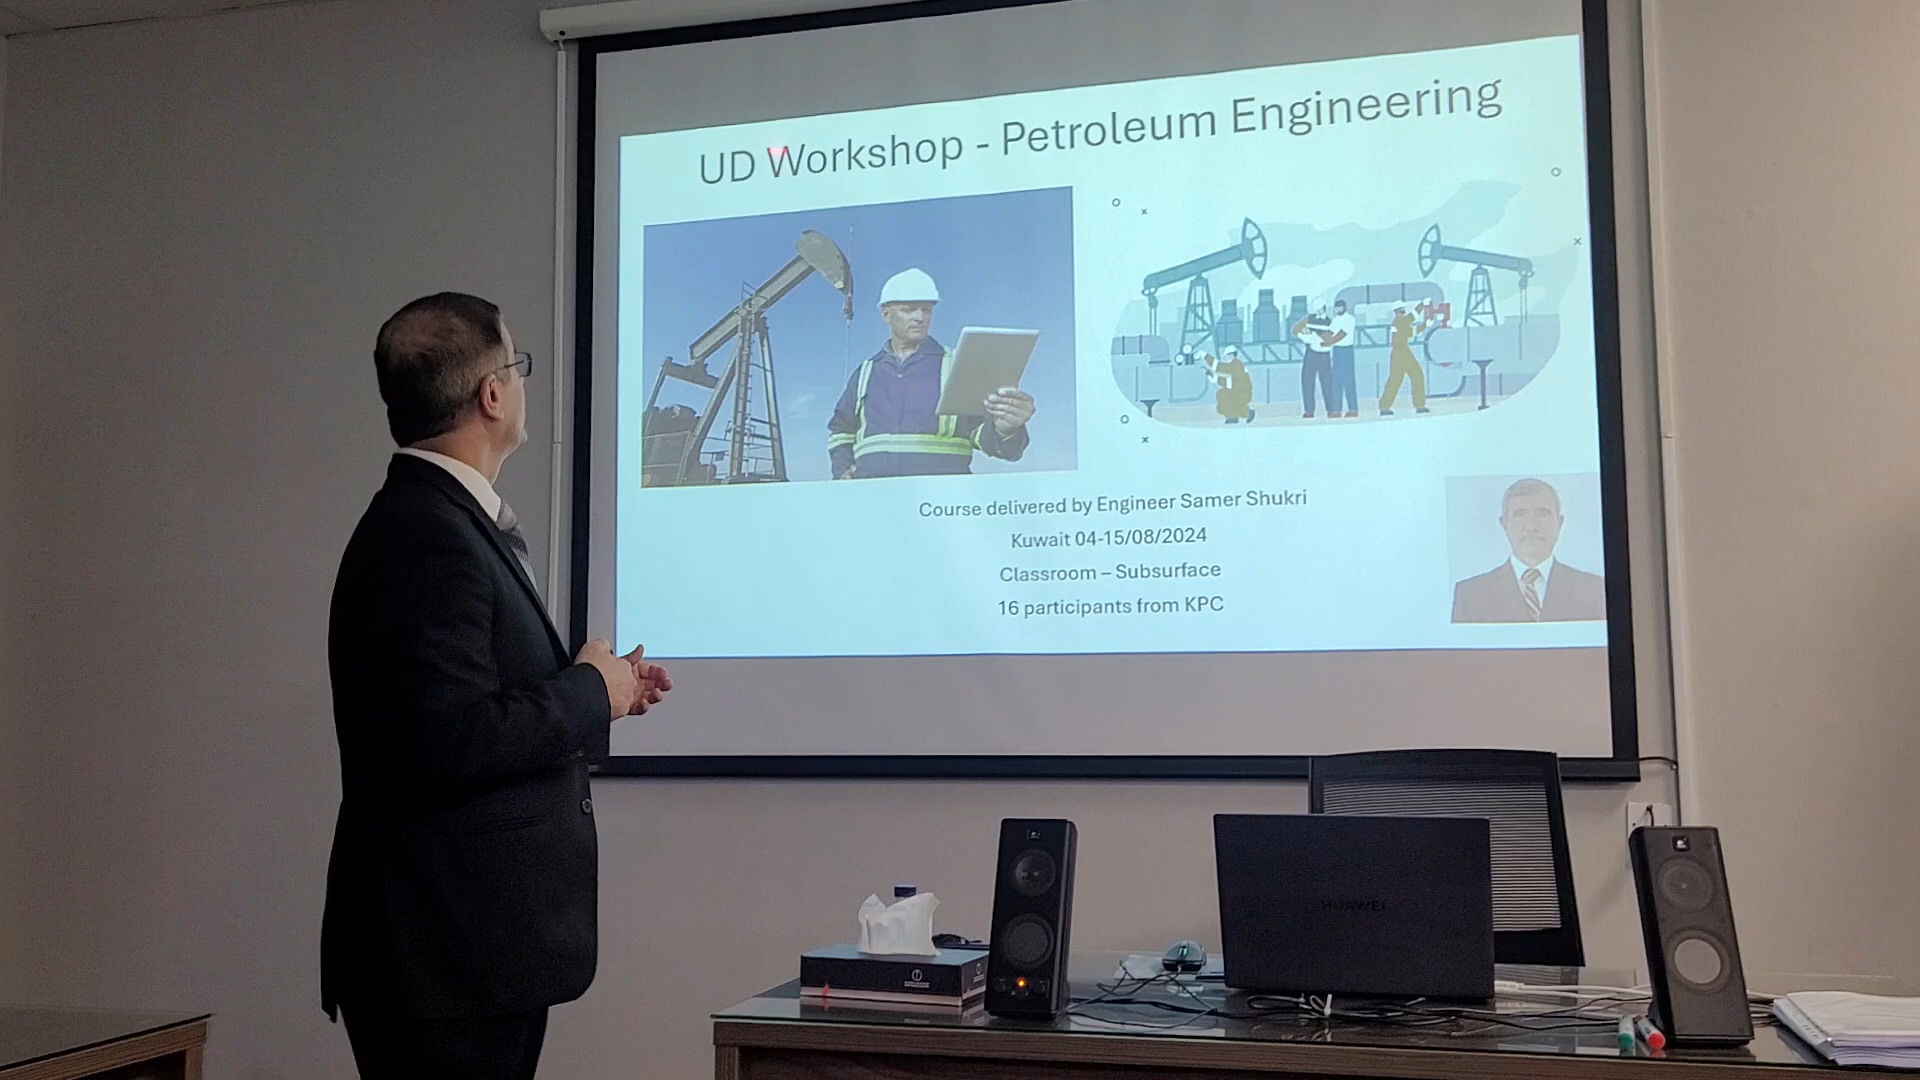 UD Workshop - Petroleum Engineering
Course delivered by Engineer Samer Shukri
Kuwait 04-15/08/2024
Classroom – Subsurface
16 participants from KPC
HUAWEI